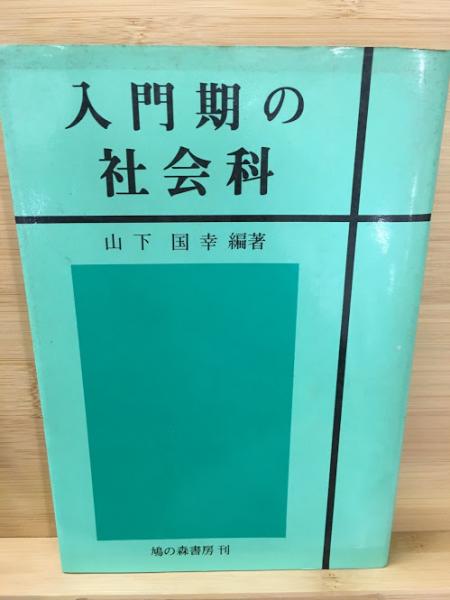 入門期の
社会科
山下国幸編著
鳩の森書房刊